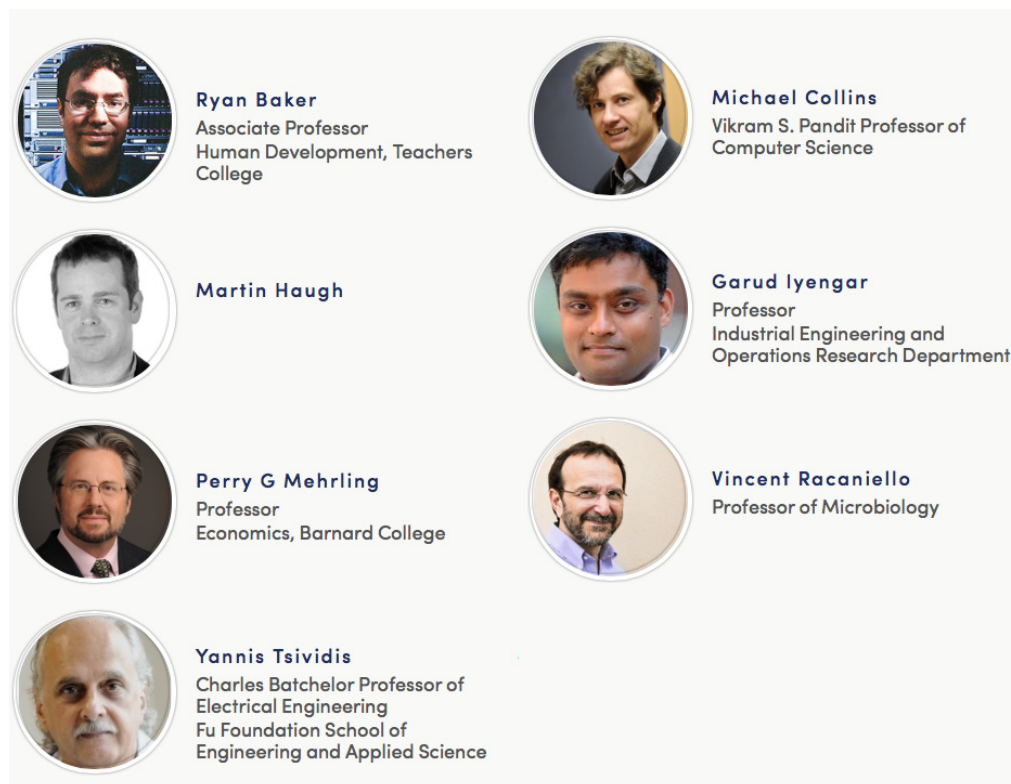 Ryan Baker
Associate Professor
Human Development, Teachers
College
Michael Collins
Vikram S. Pandit Professor of
Computer Science
Martin Haugh
Garud Iyengar
Professor
Industrial Engineering and
Operations Research Department
Perry G Mehrling
Professor
Economics, Barnard College
Vincent Racaniello
Professor of Microbiology
Yannis Tsividis
Charles Batchelor Professor of
Electrical Engineering
Fu Foundation School of
Engineering and Applied Science